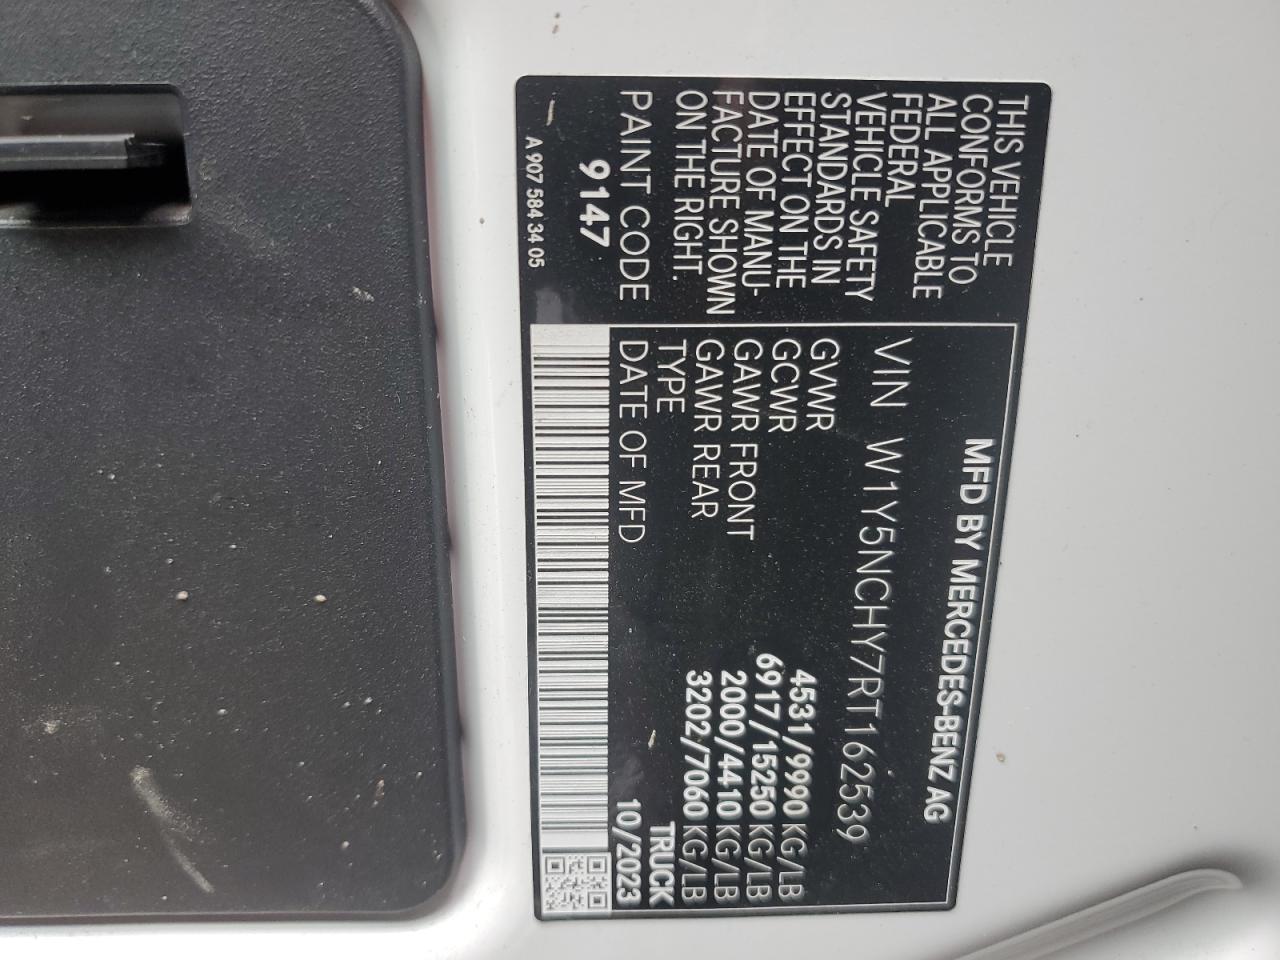 THIS VEHICLE
CONFORMS TO
ALL APPLICABLE
FEDERAL
VEHICLE SAFETY
STANDARDS IN
EFFECT ON THE
DATE OF MANU-
FACTURE SHOWN
ON THE RIGHT.
PAINT CODE
9147
A 907 584 34 05
MFD BY MERCEDES-BENZ AG
VIN W1Y5NCHY7RT162539
GVWR 4531/9990 KG/LB
GCWR 6917/15250 KG/LB
GAWR FRONT 2000/4410 KG/LB
GAWR REAR 3202/7060 KG/LB
TYPE TRUCK
DATE OF MFD 10/2023